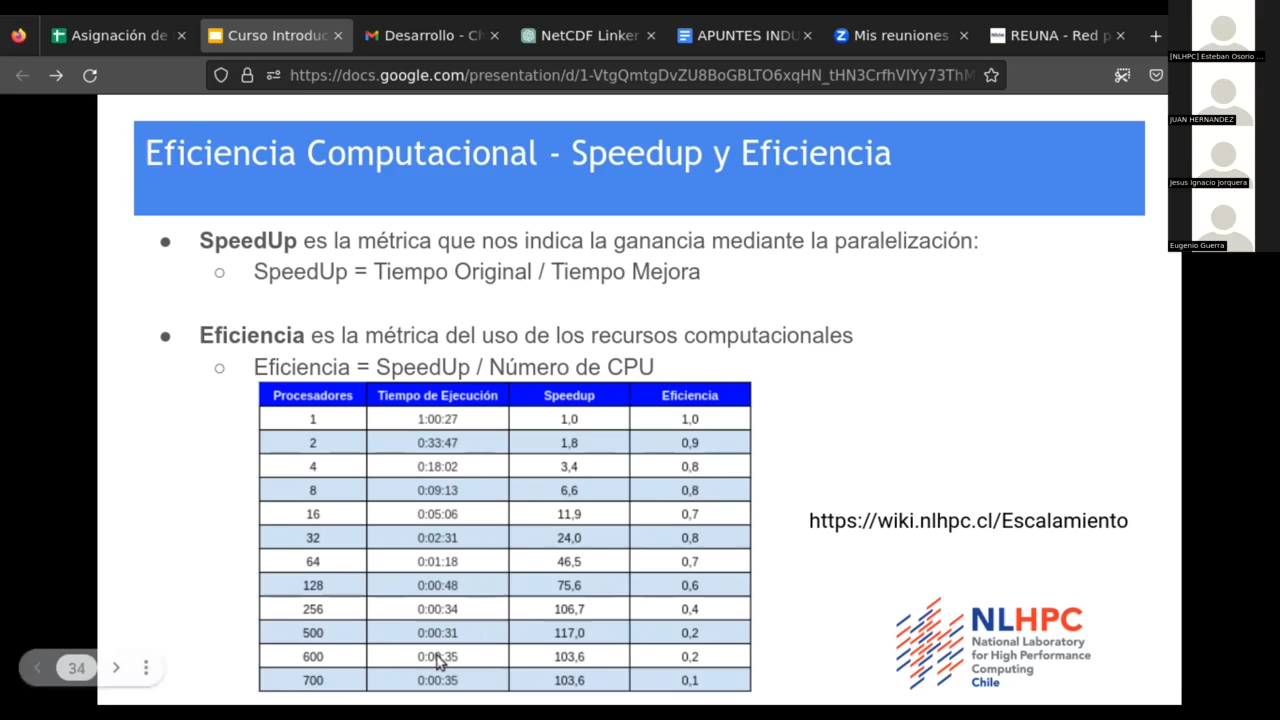 Asignación de
Curso Introduc
Desarrollo - Ch
NetCDF Linker
APUNTES INDU
Mis reuniones
REUNA - Red p
https://docs.google.com/presentation/d/1-VtgQmtgDvZU8BoGBLTO6xqHN_tHN3CrfhVIYy73ThM
[NLHPC] Esteban Osorio ...
JUAN HERNANDEZ
Jesus Ignacio Jorquera
Eugenio Guerra
Eficiencia Computacional - Speedup y Eficiencia
● SpeedUp es la métrica que nos indica la ganancia mediante la paralelización:
○ SpeedUp = Tiempo Original / Tiempo Mejora
● Eficiencia es la métrica del uso de los recursos computacionales
○ Eficiencia = SpeedUp / Número de CPU
Procesadores Tiempo de Ejecución Speedup Eficiencia
1 1:00:27 1,0 1,0
2 0:33:47 1,8 0,9
4 0:18:02 3,4 0,8
8 0:09:13 6,6 0,8
16 0:05:06 11,9 0,7
32 0:02:31 24,0 0,8
64 0:01:18 46,5 0,7
128 0:00:48 75,6 0,6
256 0:00:34 106,7 0,4
500 0:00:31 117,0 0,2
600 0:00:35 103,6 0,2
700 0:00:35 103,6 0,1
https://wiki.nlhpc.cl/Escalamiento
NLHPC
National Laboratory
for High Performance
Computing
Chile
34